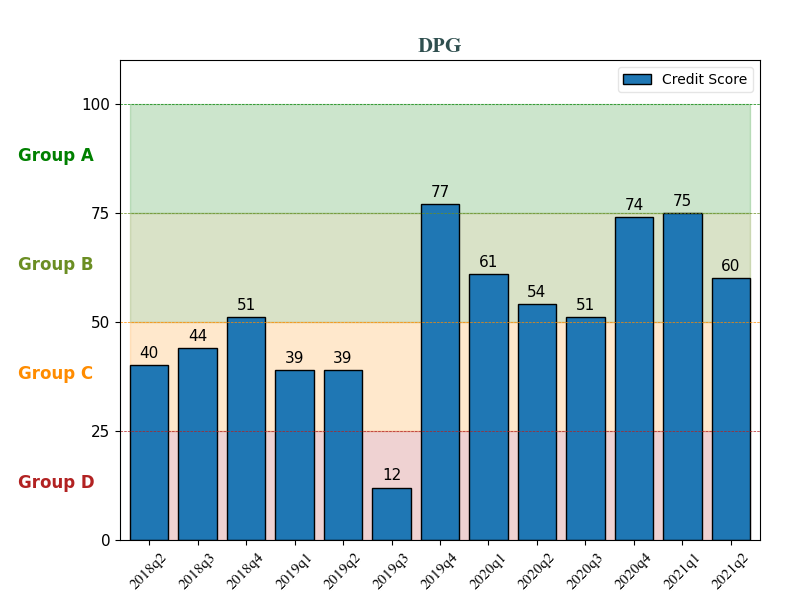 DPG
Credit Score
100
Group A
77
75
74
75
Group B
61
60
54
51
51
50
44
40
39
39
Group C
25
12
Group D
0
2018q2
2018q3
2018q4
2019q1
2019q2
2019q3
2019q4
2020q1
2020q2
2020q3
2020q4
2021q1
2021q2